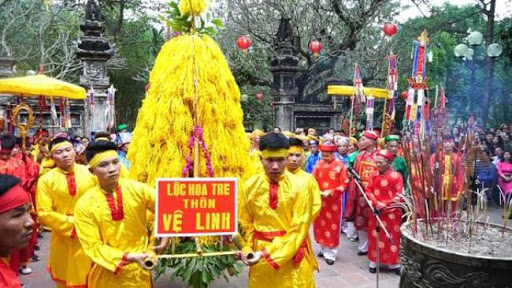 LỘC HOA TRE
THÔN
VỆ LINH